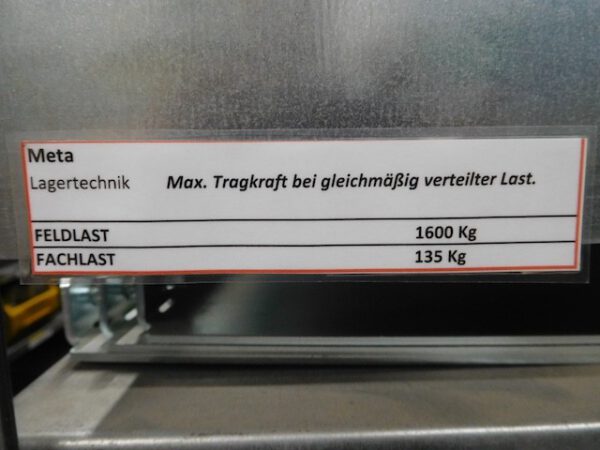 Meta
Lagertechnik Max. Tragkraft bei gleichmäßig verteilter Last.
FELDLAST 1600 Kg
FACHLAST 135 Kg